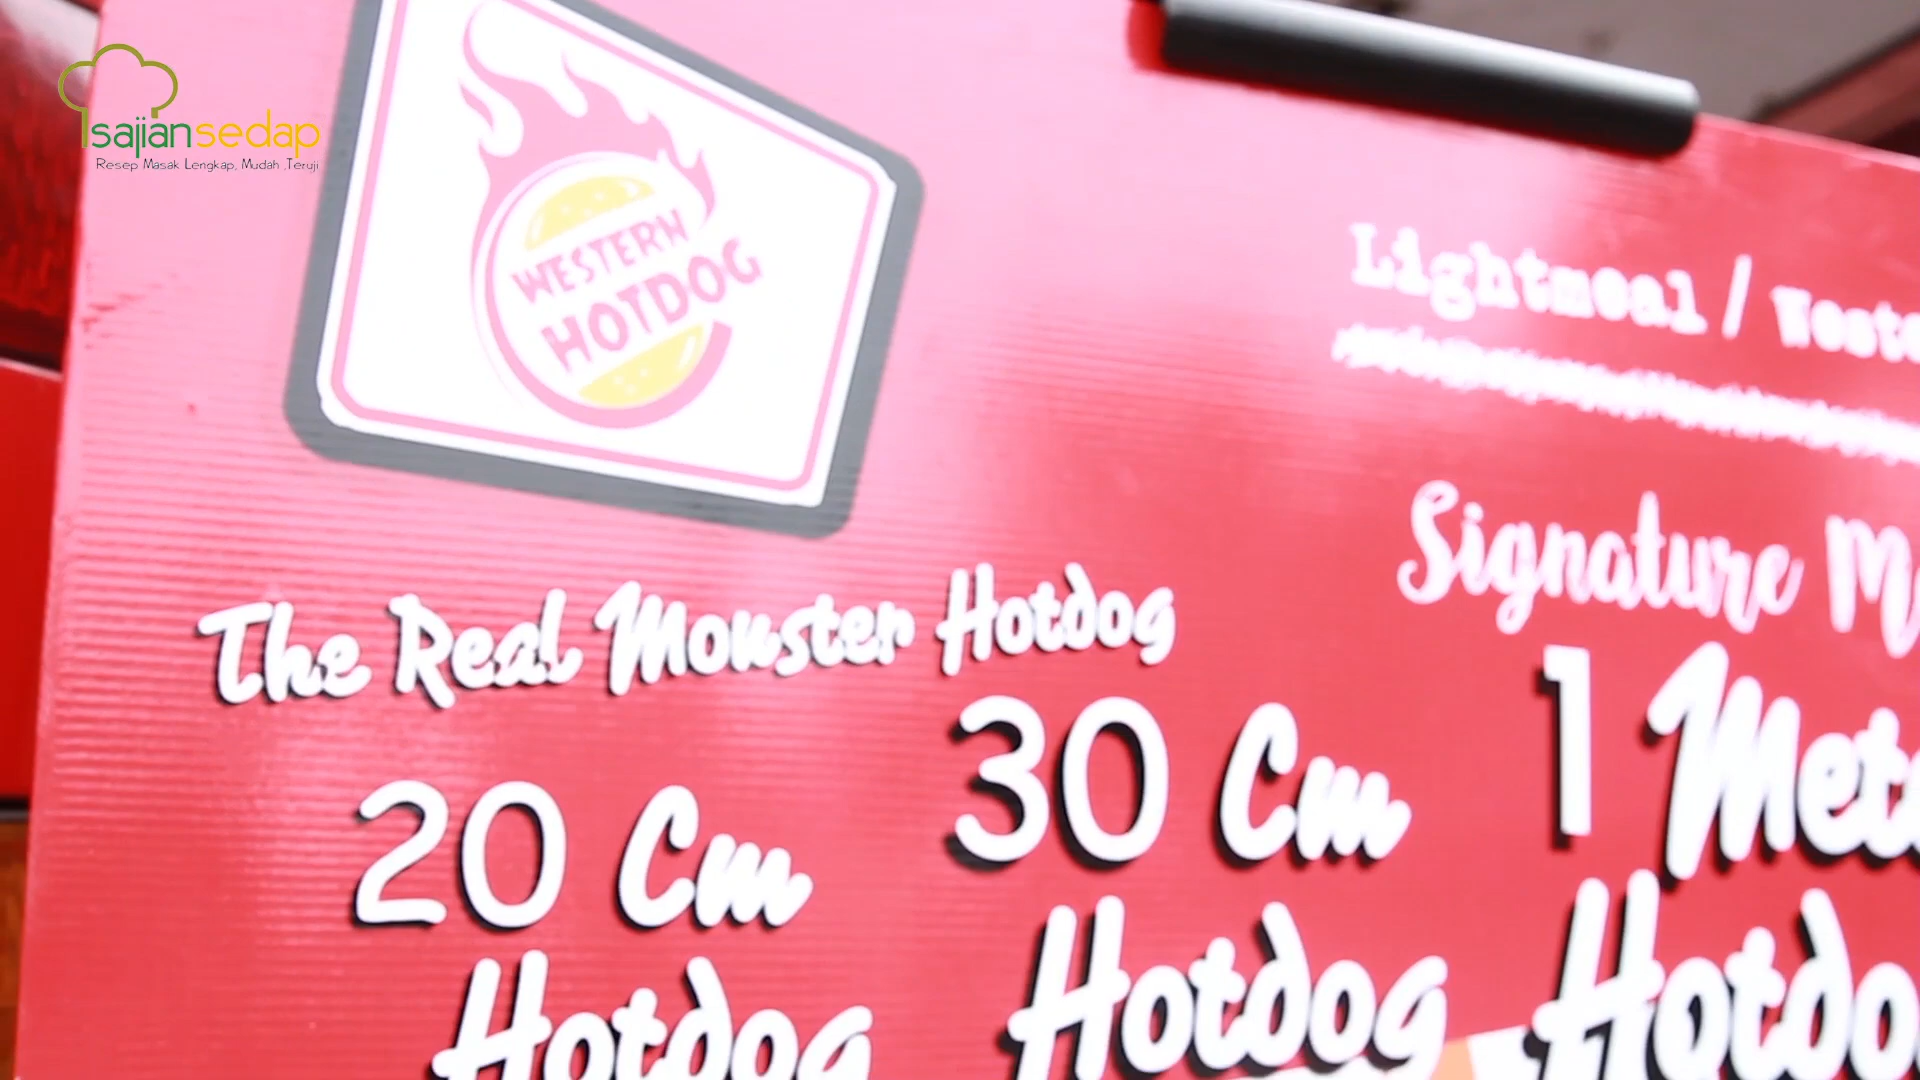 sajiansedap
Resep Masak Lengkap, Mudah ,Teruji
WESTERN
HOTDOG
Lightmeal /
Signature
The Real Monster Hotdog
20 Cm
Hotdog
30 Cm
Hotdog
1